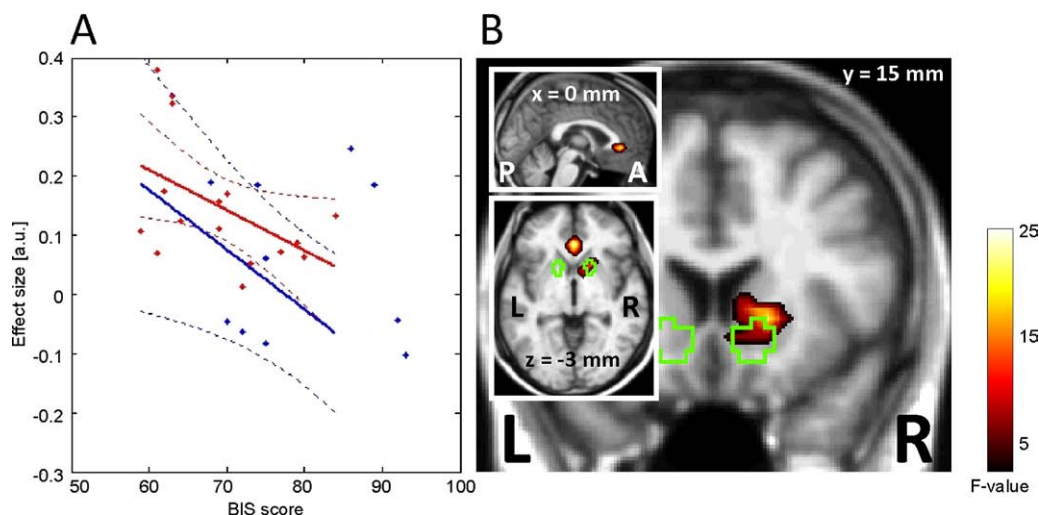 A
0.4
0.3
0.2
0.1
0
-0.1
-0.2
-0.3
Effect size [a.u.]
50 60 70 80 90 100
BIS score
B
y = 15 mm
x = 0 mm
R A
L R
z = -3 mm
L R
25
15
5
F-value